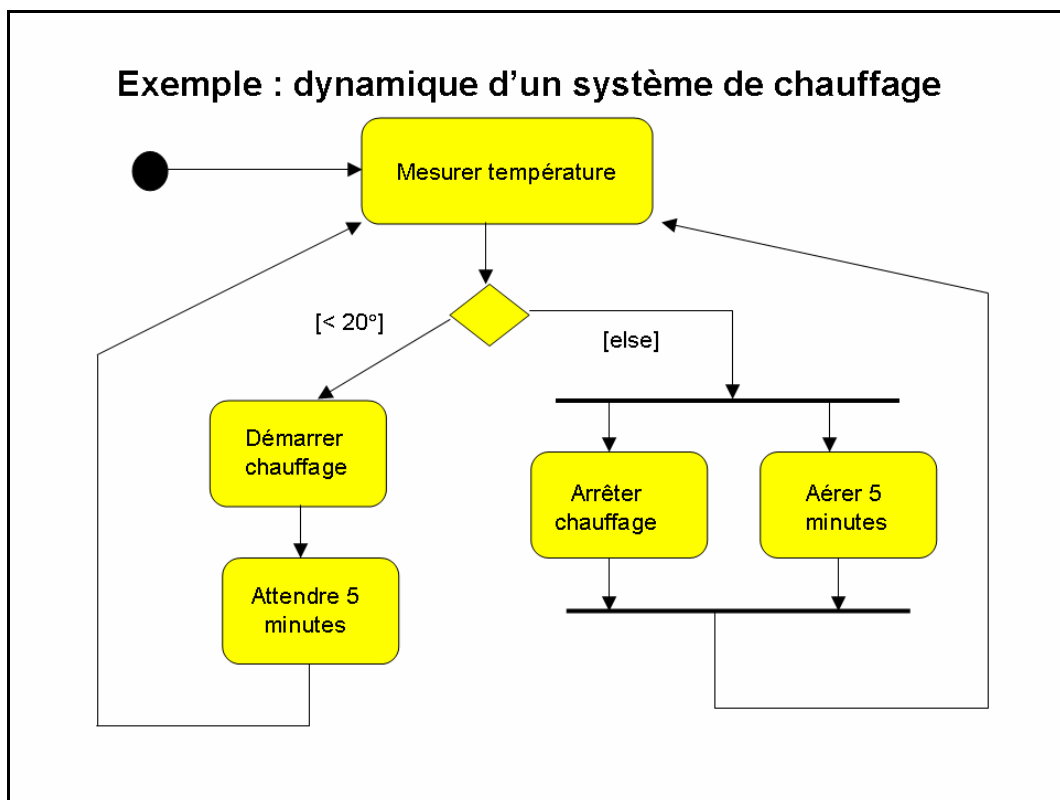 Exemple : dynamique d'un système de chauffage
Mesurer température
[< 20°]
[else]
Démarrer
chauffage
Arrêter
chauffage
Aérer 5
minutes
Attendre 5
minutes